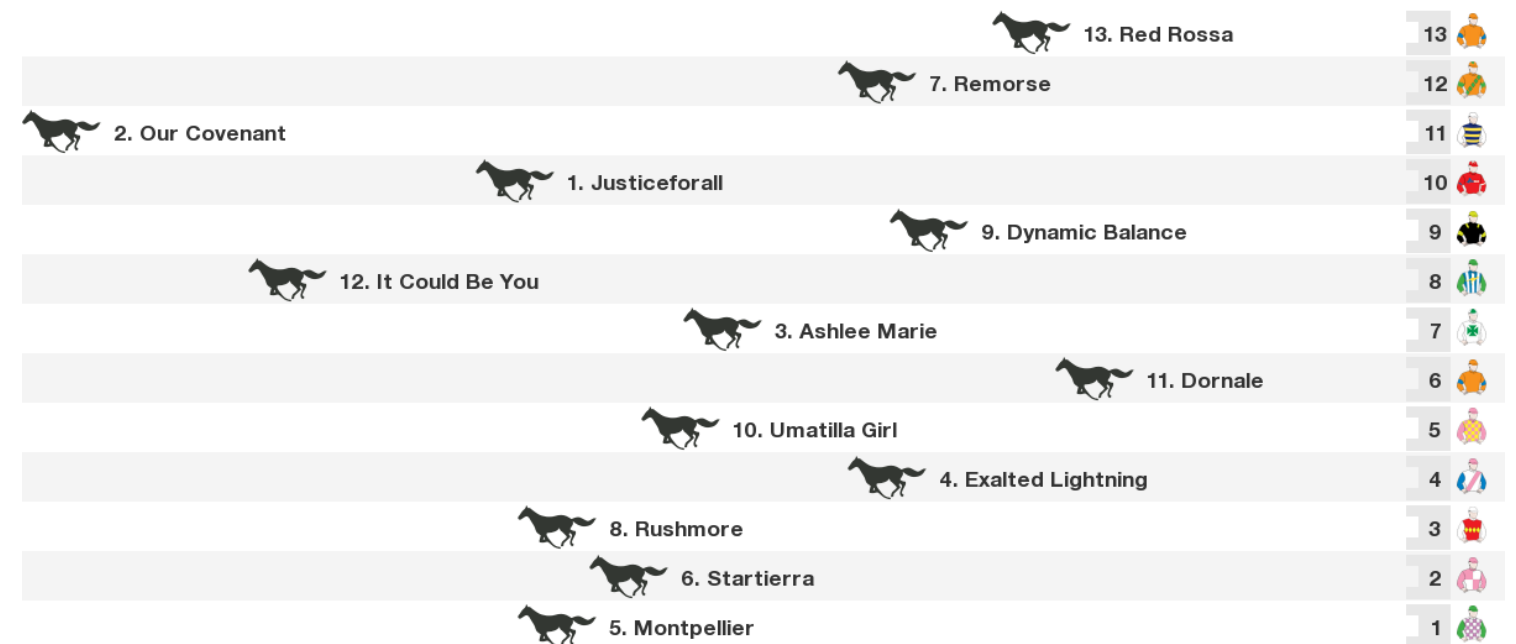 13. Red Rossa 13
7. Remorse 12
2. Our Covenant 11
1. Justiceforall 10
9. Dynamic Balance 9
12. It Could Be You 8
3. Ashlee Marie 7
11. Dornale 6
10. Umatilla Girl 5
4. Exalted Lightning 4
8. Rushmore 3
6. Startierra 2
5. Montpellier 1